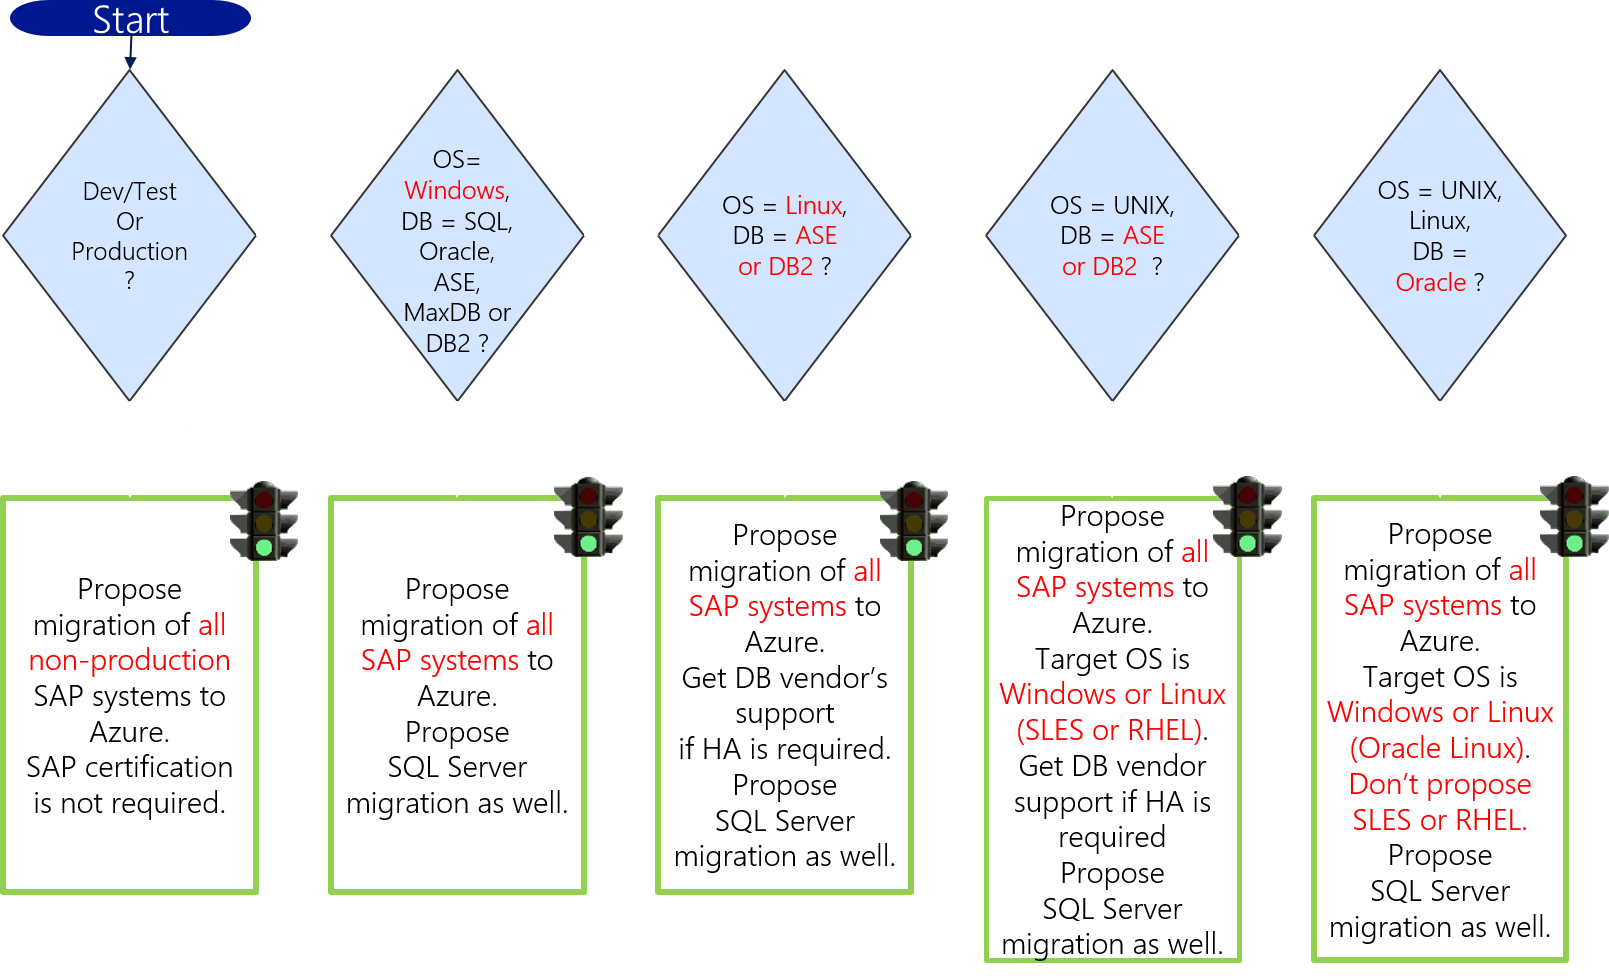 Start
Dev/Test
Or
Production
?
OS=
Windows,
DB = SQL,
Oracle,
ASE,
MaxDB or
DB2 ?
OS = Linux,
DB = ASE
or DB2 ?
OS = UNIX,
DB = ASE
or DB2 ?
OS = UNIX,
Linux,
DB =
Oracle ?
Propose
migration of all
non-production
SAP systems to
Azure.
SAP certification
is not required.
Propose
migration of all
SAP systems to
Azure.
Propose
SQL Server
migration as well.
Propose
migration of all
SAP systems to
Azure.
Get DB vendor’s
support
if HA is required.
Propose
SQL Server
migration as well.
Propose
migration of all
SAP systems to
Azure.
Target OS is
Windows or Linux
(SLES or RHEL).
Get DB vendor
support if HA is
required
Propose
SQL Server
migration as well.
Propose
migration of all
SAP systems to
Azure.
Target OS is
Windows or Linux
(Oracle Linux).
Don’t propose
SLES or RHEL.
Propose
SQL Server
migration as well.